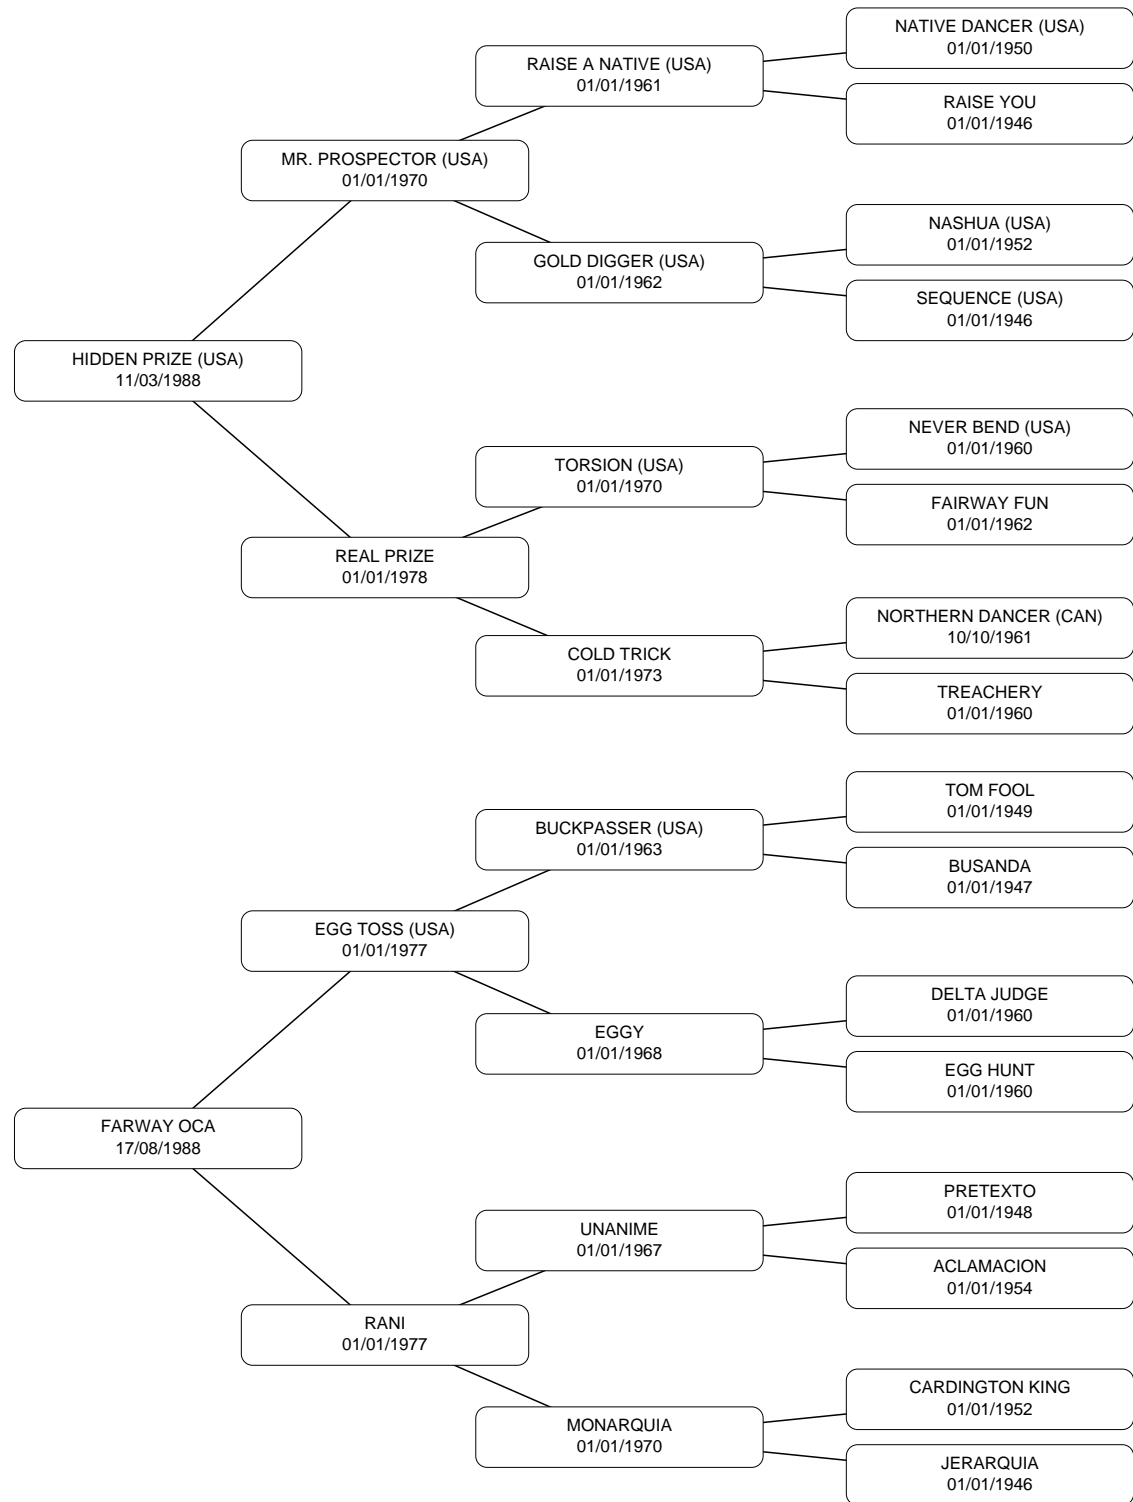 NATIVE DANCER (USA)
01/01/1950
RAISE A NATIVE (USA)
01/01/1961
RAISE YOU
01/01/1946
MR. PROSPECTOR (USA)
01/01/1970
NASHUA (USA)
01/01/1952
GOLD DIGGER (USA)
01/01/1962
SEQUENCE (USA)
01/01/1946
HIDDEN PRIZE (USA)
11/03/1988
NEVER BEND (USA)
01/01/1960
TORSION (USA)
01/01/1970
FAIRWAY FUN
01/01/1962
REAL PRIZE
01/01/1978
NORTHERN DANCER (CAN)
10/10/1961
COLD TRICK
01/01/1973
TREACHERY
01/01/1960
TOM FOOL
01/01/1949
BUCKPASSER (USA)
01/01/1963
BUSANDA
01/01/1947
EGG TOSS (USA)
01/01/1977
DELTA JUDGE
01/01/1960
EGGY
01/01/1968
EGG HUNT
01/01/1960
FARWAY OCA
17/08/1988
PRETEXTO
01/01/1948
UNANIME
01/01/1967
ACLAMACION
01/01/1954
RANI
01/01/1977
CARDINGTON KING
01/01/1952
MONARQUIA
01/01/1970
JERARQUIA
01/01/1946